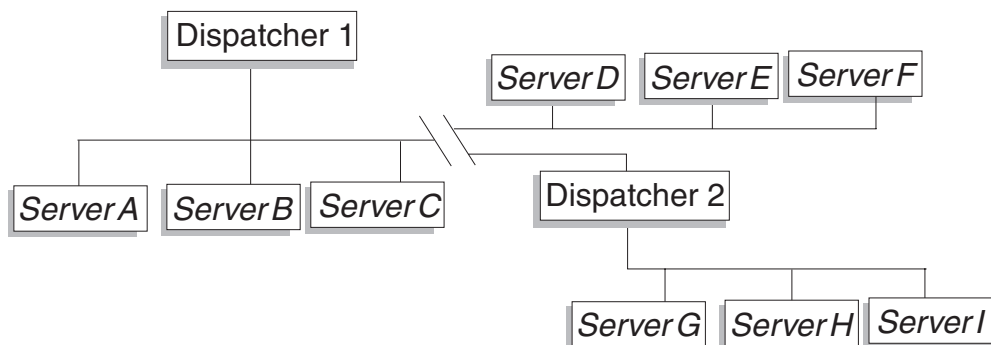 Dispatcher 1
Server D
Server E
Server F
Server A
Server B
Server C
Dispatcher 2
Server G
Server H
Server I